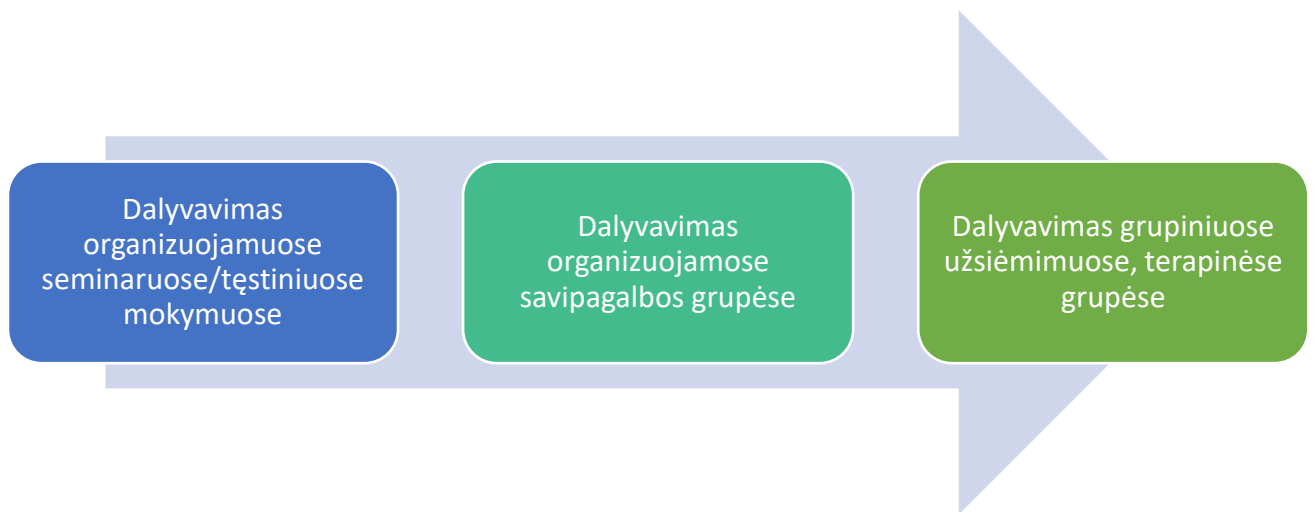 Dalyvavimas
organizuojamuose
seminaruose/tęstiniuose
mokymuose
Dalyvavimas
organizuojamose
savipagalbos grupėse
Dalyvavimas grupiniuose
užsiėmimuose, terapinėse
grupėse